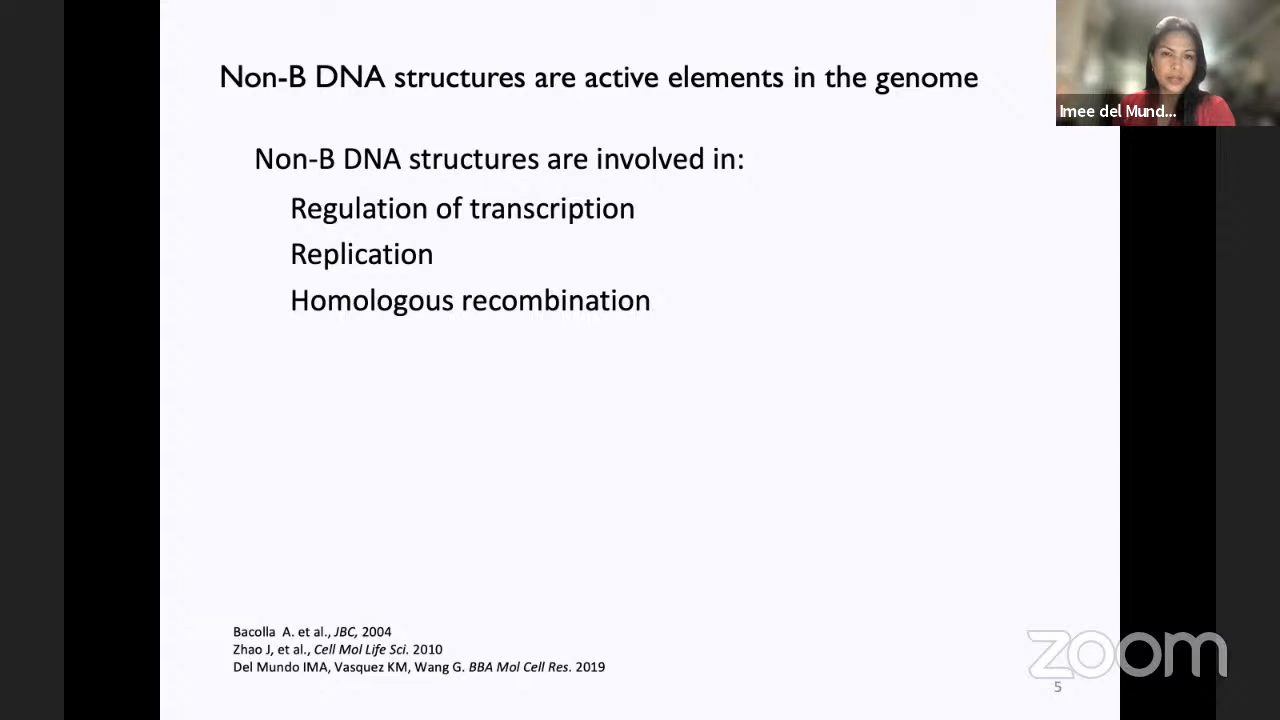 Non-B DNA structures are active elements in the genome
Imee del Mund...
Non-B DNA structures are involved in:
Regulation of transcription
Replication
Homologous recombination
Bacolla A. et al., JBC, 2004
Zhao J, et al., Cell Mol Life Sci. 2010
Del Mundo IMA, Vasquez KM, Wang G. BBA Mol Cell Res. 2019
zoom
5